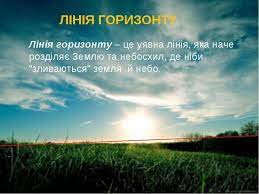 ЛІНІЯ ГОРИЗОНТУ
Лінія горизонту – це уявна лінія, яка наче
розділяє Землю та небосхил, де ніби
"зливаються" земля й небо.